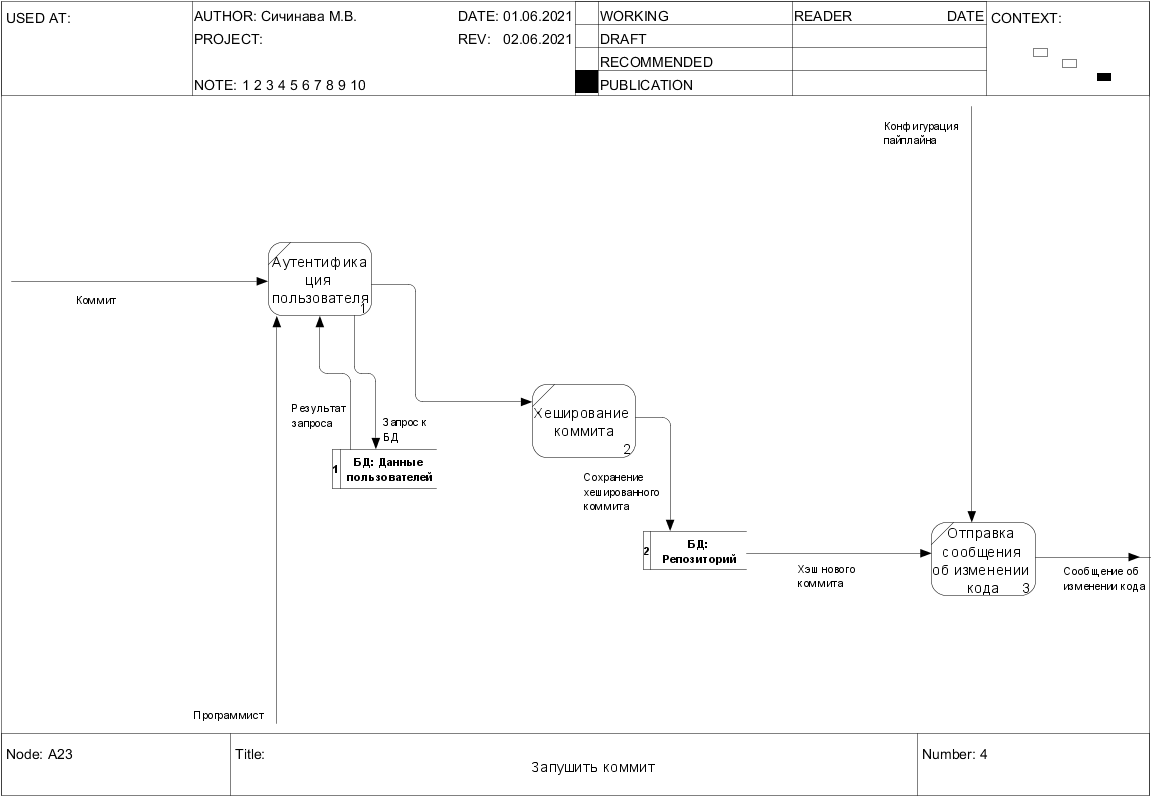 USED AT:
AUTHOR: Сичинава М.В.
DATE: 01.06.2021
PROJECT:
REV: 02.06.2021
NOTE: 1 2 3 4 5 6 7 8 9 10
WORKING
DRAFT
RECOMMENDED
PUBLICATION
READER
DATE
CONTEXT:
Конфигурация
пайплайна
Аутентифика
ция
пользователя
1
Коммит
Результат
запроса
Запрос к
БД
1
БД: Данные
пользователей
Хеширование
коммита
2
Сохранение
хешированного
коммита
2
БД:
Репозиторий
Хэш нового
коммита
Отправка
сообщения
об изменении
кода
3
Сообщение об
изменении кода
Программист
Node: A23
Title:
Запушить коммит
Number: 4